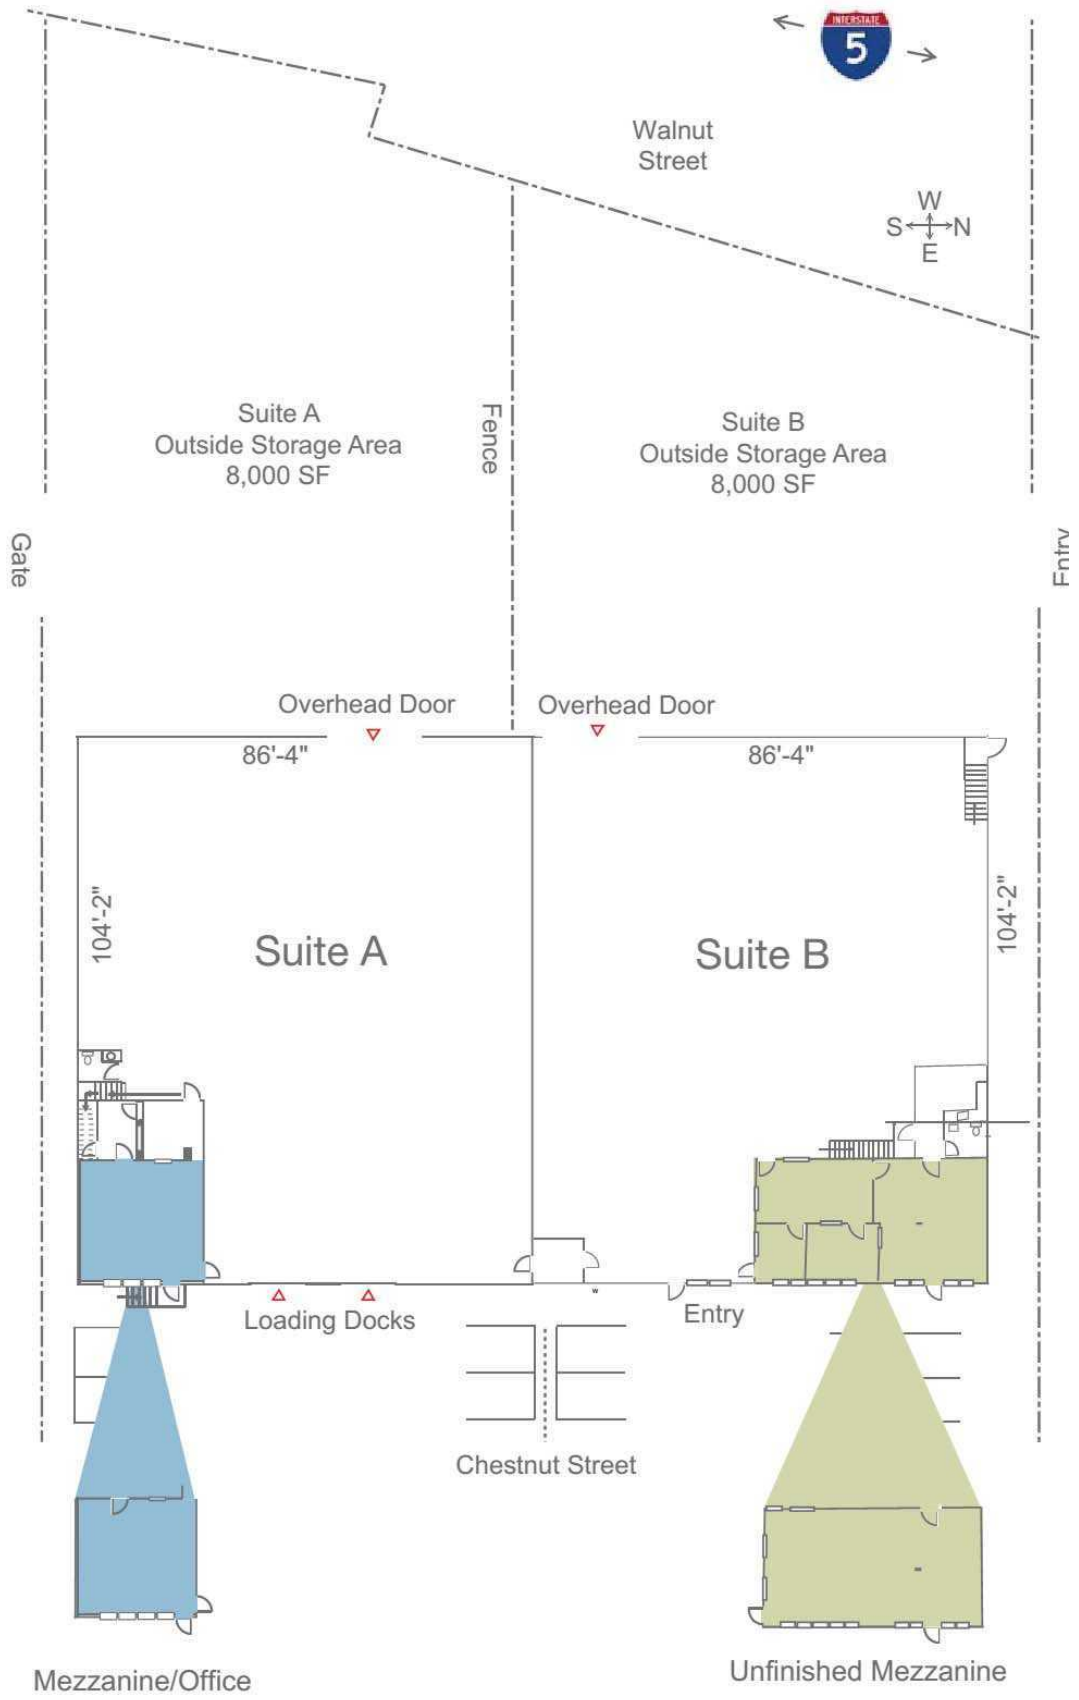 INTERSTATE
5
Walnut
Street
W
S N
E
Suite A
Outside Storage Area
8,000 SF
Fence
Suite B
Outside Storage Area
8,000 SF
Gate
Entry
Overhead Door
Overhead Door
86'-4"
86'-4"
104'-2"
104'-2"
Suite A
Suite B
Loading Docks
Entry
Chestnut Street
Mezzanine/Office
Unfinished Mezzanine